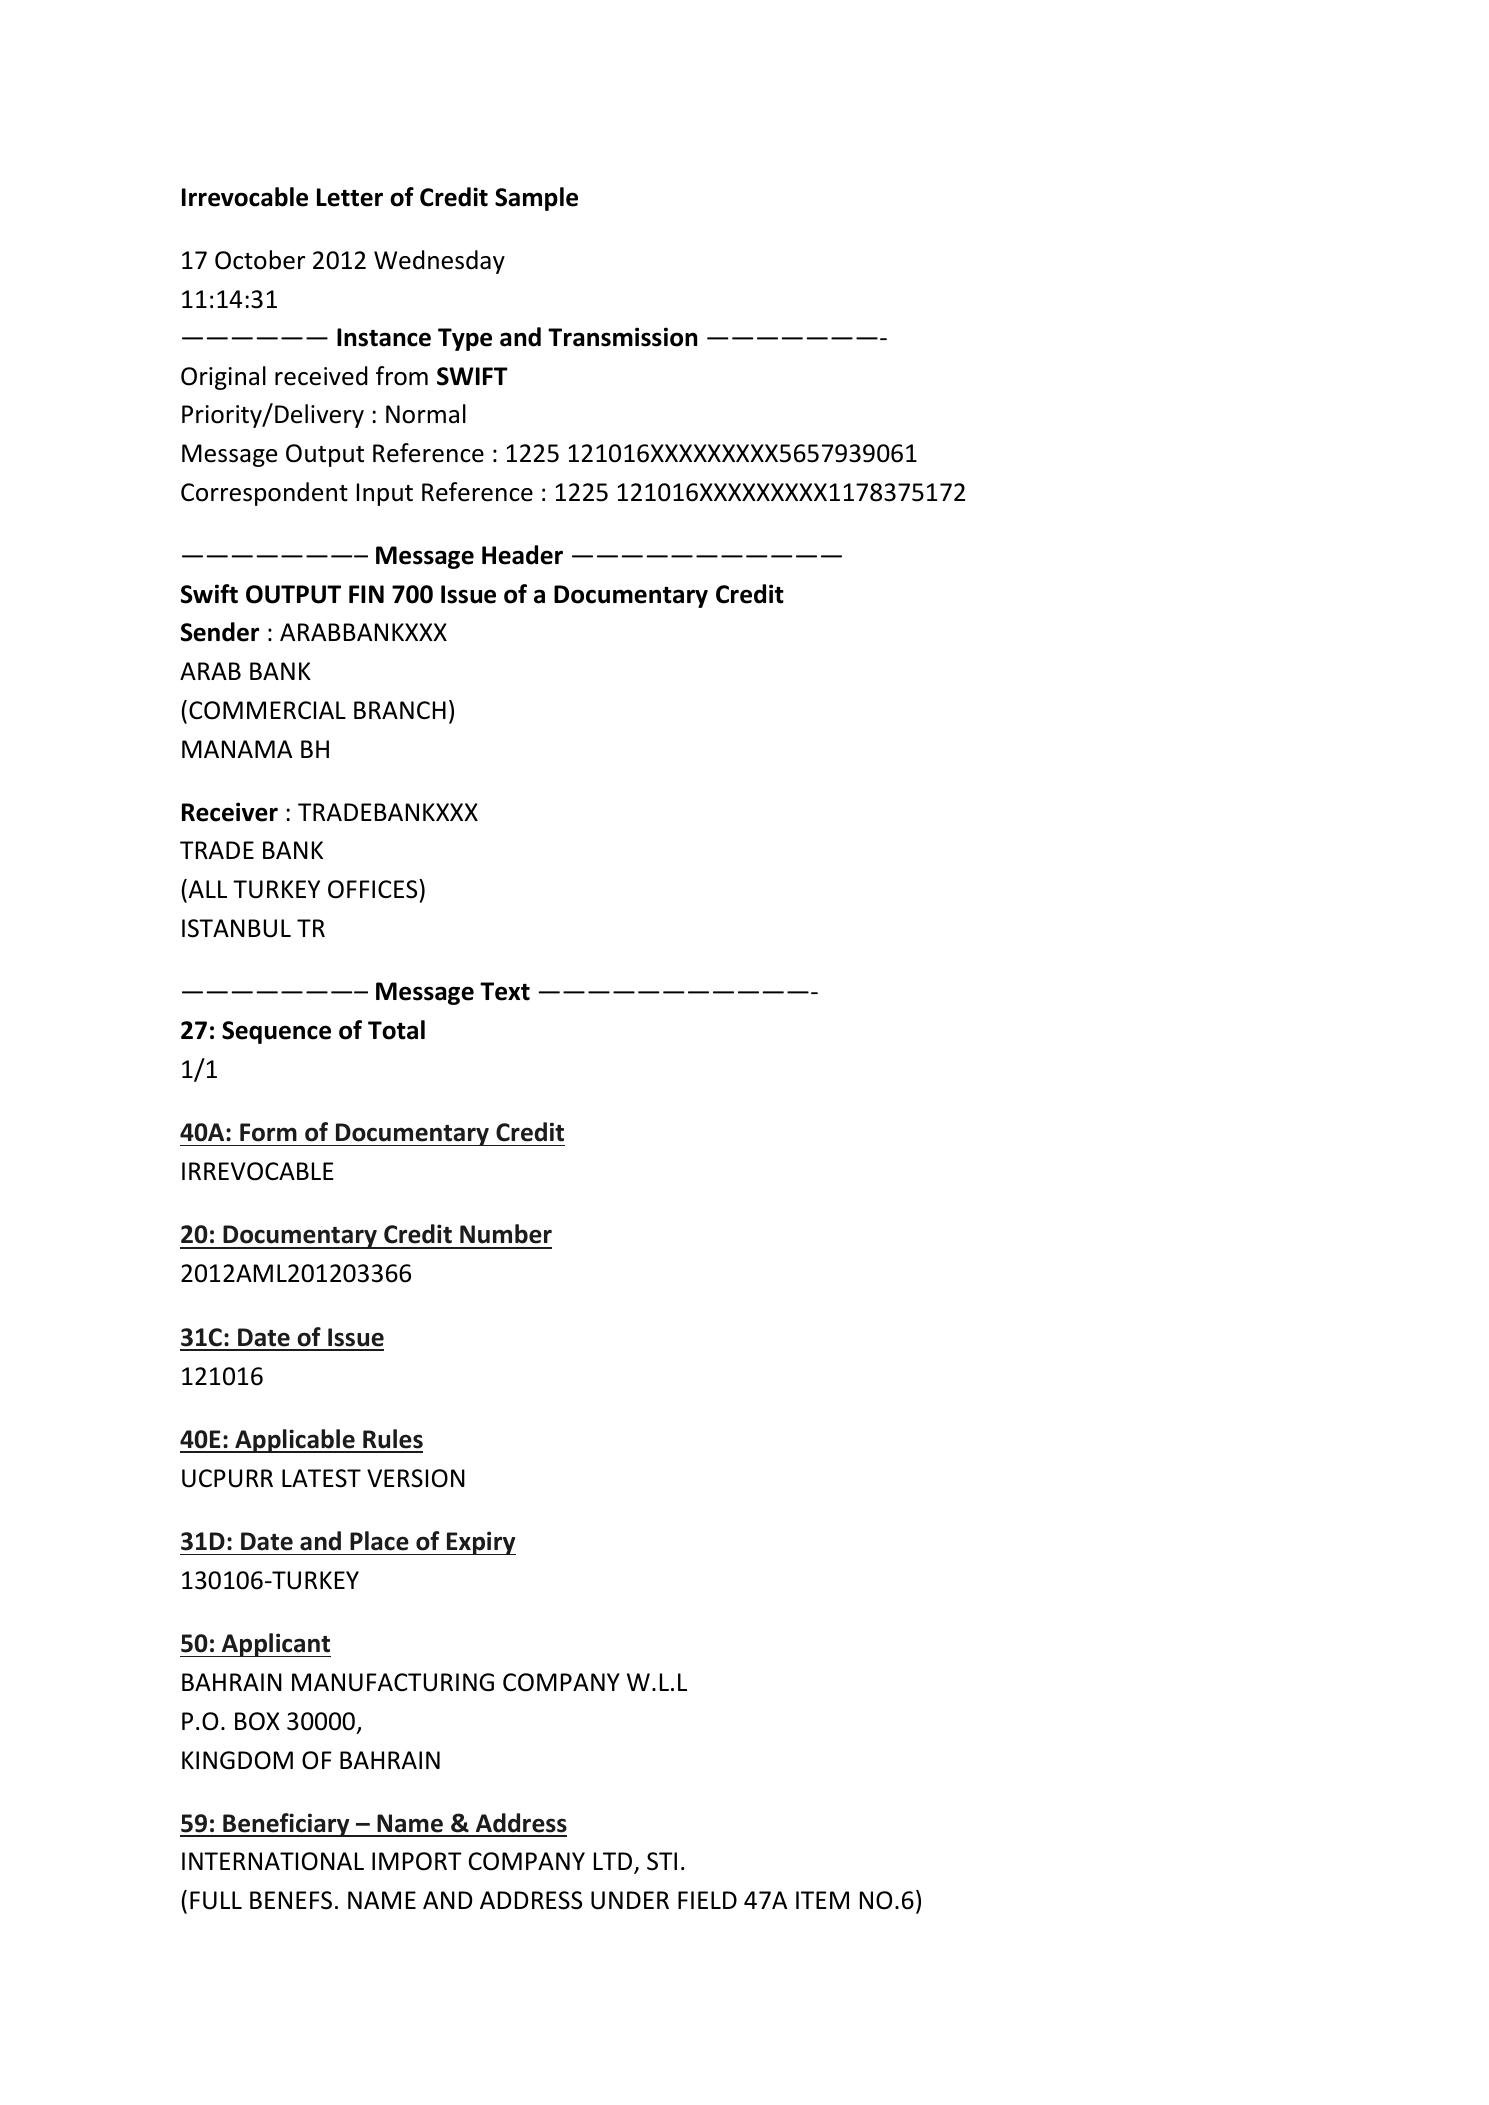 Irrevocable Letter of Credit Sample
17 October 2012 Wednesday
11:14:31
—————— Instance Type and Transmission ———————-
Original received from SWIFT
Priority/Delivery : Normal
Message Output Reference : 1225 121016XXXXXXXXX5657939061
Correspondent Input Reference : 1225 121016XXXXXXXXX1178375172
———————– Message Header ———————————
Swift OUTPUT FIN 700 Issue of a Documentary Credit
Sender : ARABBANKXXX
ARAB BANK
(COMMERCIAL BRANCH)
MANAMA BH
Receiver : TRADEBANKXXX
TRADE BANK
(ALL TURKEY OFFICES)
ISTANBUL TR
———————– Message Text ———————————-
27: Sequence of Total
1/1
40A: Form of Documentary Credit
IRREVOCABLE
20: Documentary Credit Number
2012AML201203366
31C: Date of Issue
121016
40E: Applicable Rules
UCPURR LATEST VERSION
31D: Date and Place of Expiry
130106-TURKEY
50: Applicant
BAHRAIN MANUFACTURING COMPANY W.L.L
P.O. BOX 30000,
KINGDOM OF BAHRAIN
59: Beneficiary – Name & Address
INTERNATIONAL IMPORT COMPANY LTD, STI.
(FULL BENEFS. NAME AND ADDRESS UNDER FIELD 47A ITEM NO.6)